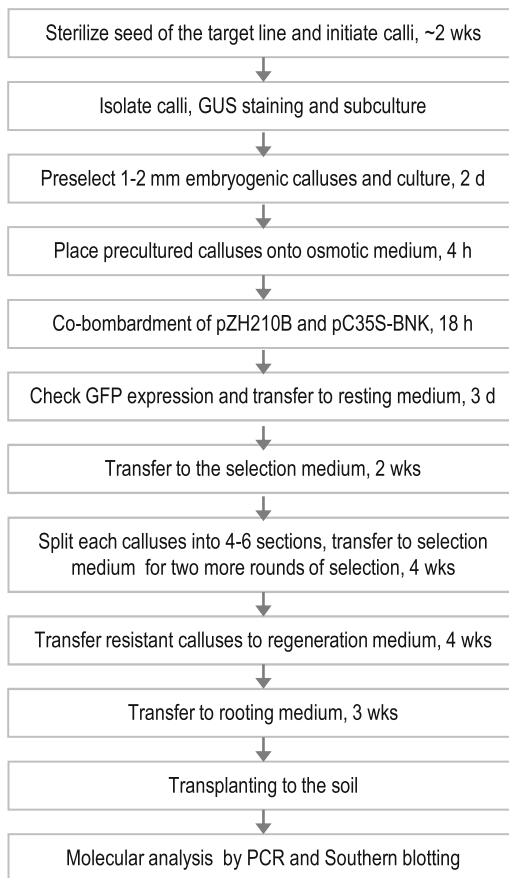 Sterilize seed of the target line and initiate calli, ~2 wks
Isolate calli, GUS staining and subculture
Preselect 1-2 mm embryogenic calluses and culture, 2 d
Place precultured calluses onto osmotic medium, 4 h
Co-bombardment of pZH210B and pC35S-BNK, 18 h
Check GFP expression and transfer to resting medium, 3 d
Transfer to the selection medium, 2 wks
Split each calluses into 4-6 sections, transfer to selection
medium for two more rounds of selection, 4 wks
Transfer resistant calluses to regeneration medium, 4 wks
Transfer to rooting medium, 3 wks
Transplanting to the soil
Molecular analysis by PCR and Southern blotting